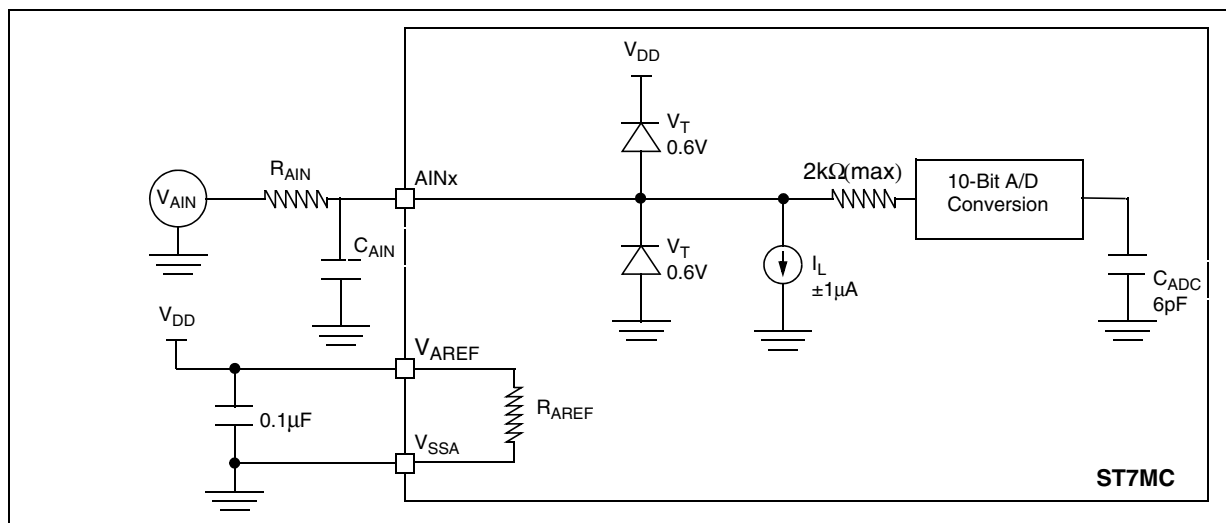 V_DD
V_T
0.6V
R_AIN
AINx
2kΩ(max)
10-Bit A/D
Conversion
V_AIN
C_AIN
V_T
0.6V
I_L
±1µA
C_ADC
6pF
V_DD
V_AREF
0.1µF
R_AREF
V_SSA
ST7MC